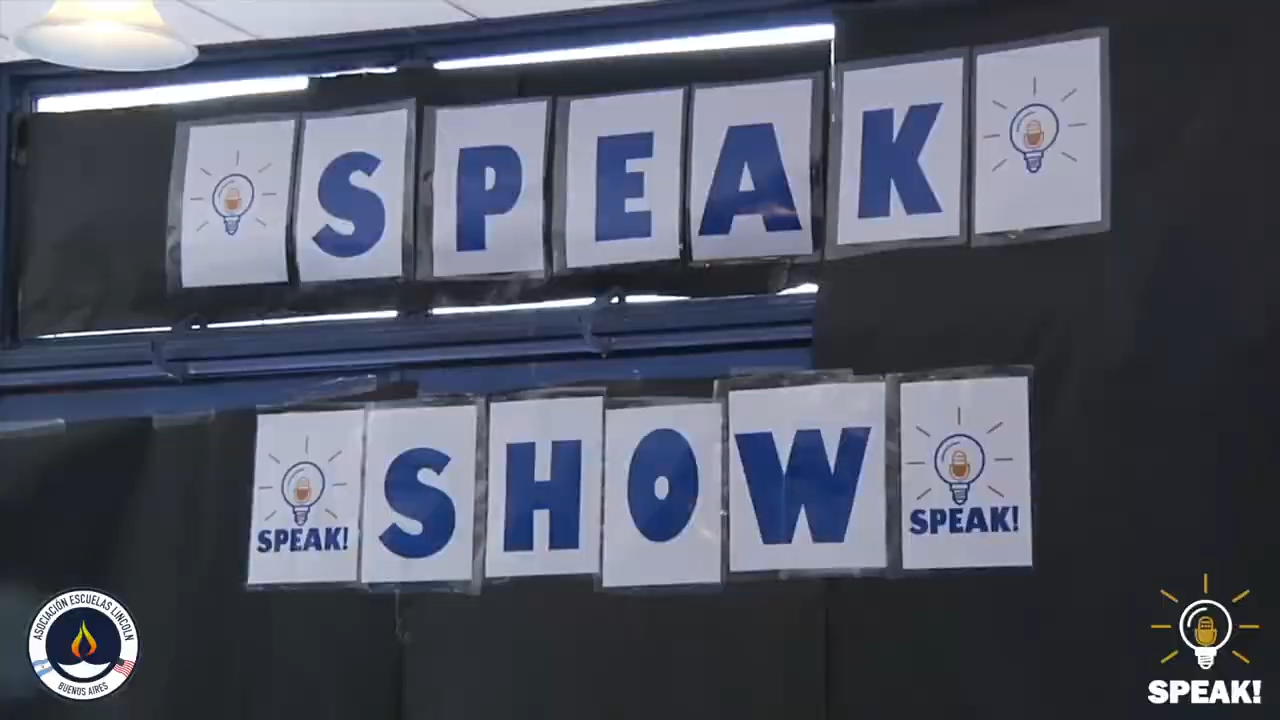 SPEAK
SHOW
SPEAK!
SPEAK!
ASOCIACIÓN ESCUELAS LINCOLN
BUENOS AIRES
SPEAK!